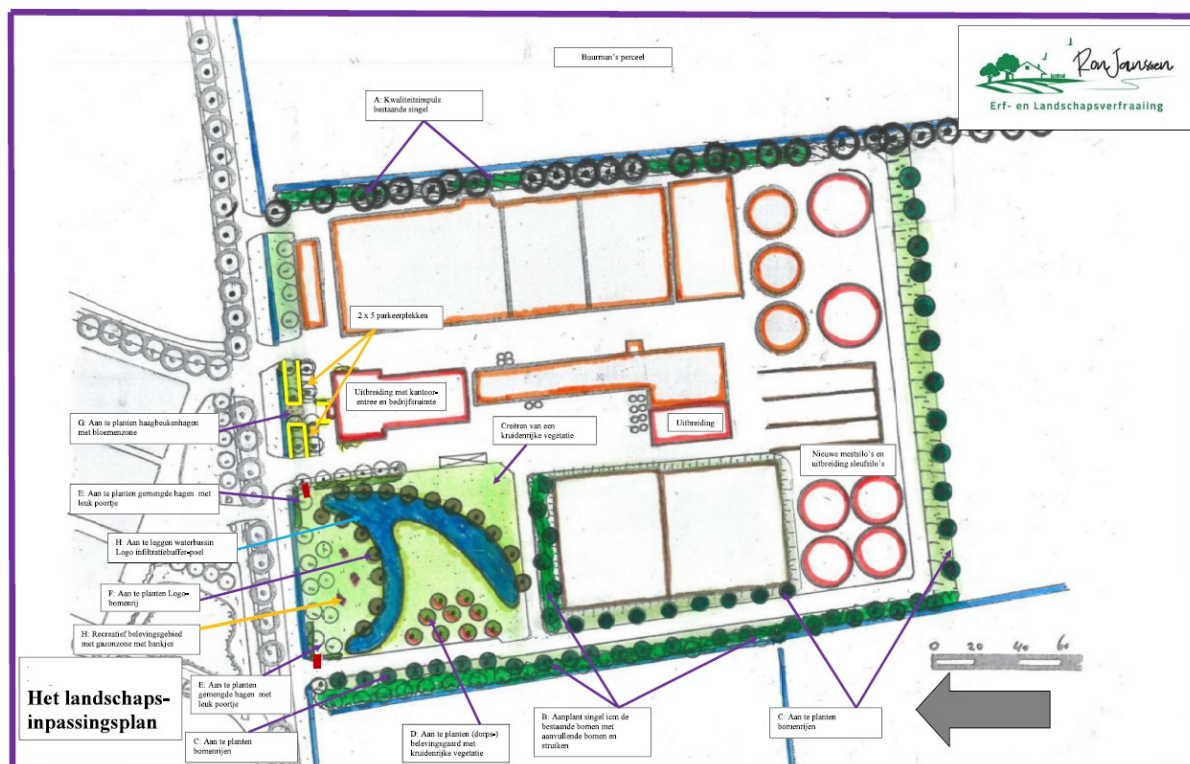 Buurman's perceel
Ron Janssen
Erf- en Landschapsverfraaiing
A: Kwaliteitsimpuls
bestaande singel
2 x 5 parkeerplekken
Uitbreiding met kantoor-
entree en bedrijfsruimte
G: Aan te planten haagbeukenhagen
met bloemenzone
Creëren van een
kruidenrijke vegetatie
Uitbreiding
Nieuwe mestsilo's en
uitbreiding sleufsilo's
E: Aan te planten gemengde hagen met
leuk poortje
H: Aan te leggen waterbassin
Logo infiltratiebuffer-poel
F: Aan te planten Logo-
bomenrij
H: Recreatief belevingsgebied
met gazonzone met bankjes
E: Aan te planten
gemengde hagen met
leuk poortje
Het landschaps-
inpassingsplan
C: Aan te planten
bomenrijen
D: Aan te planten (dorps-)
belevingsgaard met
kruidenrijke vegetatie
B: Aanplant singel icm de
bestaande bomen met
aanvullende bomen en
struiken
C: Aan te planten
bomenrijen
0 20 40 60